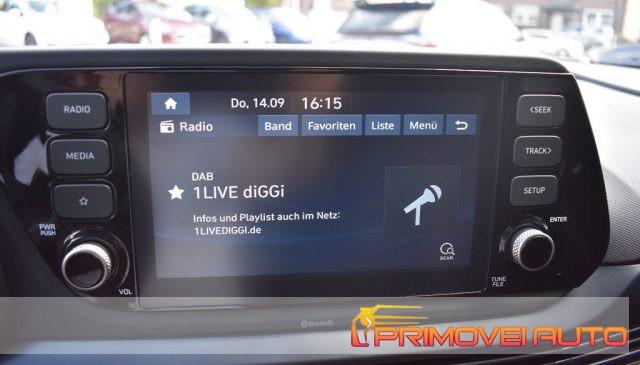 RADIO
MEDIA
PWR
PUSH
VOL
Do, 14.09 16:15
Radio Band Favoriten Liste Menü
DAB
1LIVE diGGi
Infos und Playlist auch im Netz:
1LIVEDIGGI.de
SCAN
<SEEK
TRACK>
SETUP
ENTER
TUNE
FILE
Bluetooth
PRIMOVEI AUTO